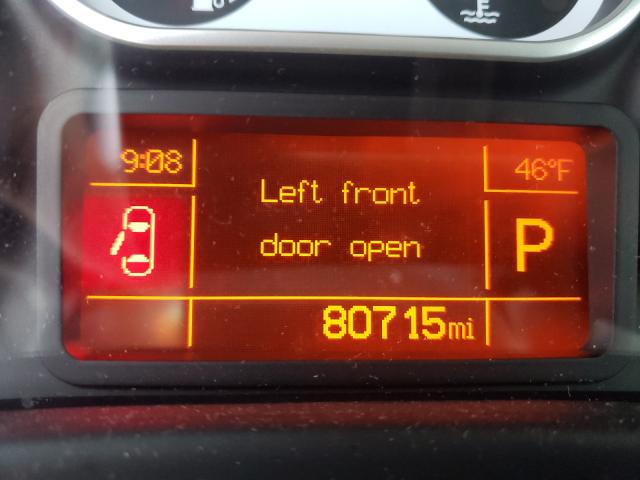 9:08
46°F
Left front
door open
P
80715mi